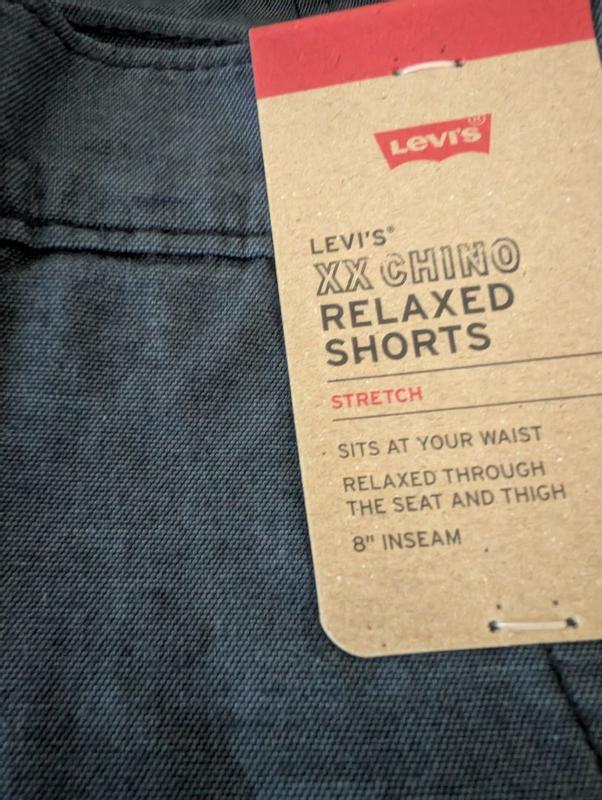 Levi's®
LEVI'S®
XX CHINO
RELAXED
SHORTS
STRETCH
SITS AT YOUR WAIST
RELAXED THROUGH
THE SEAT AND THIGH
8" INSEAM